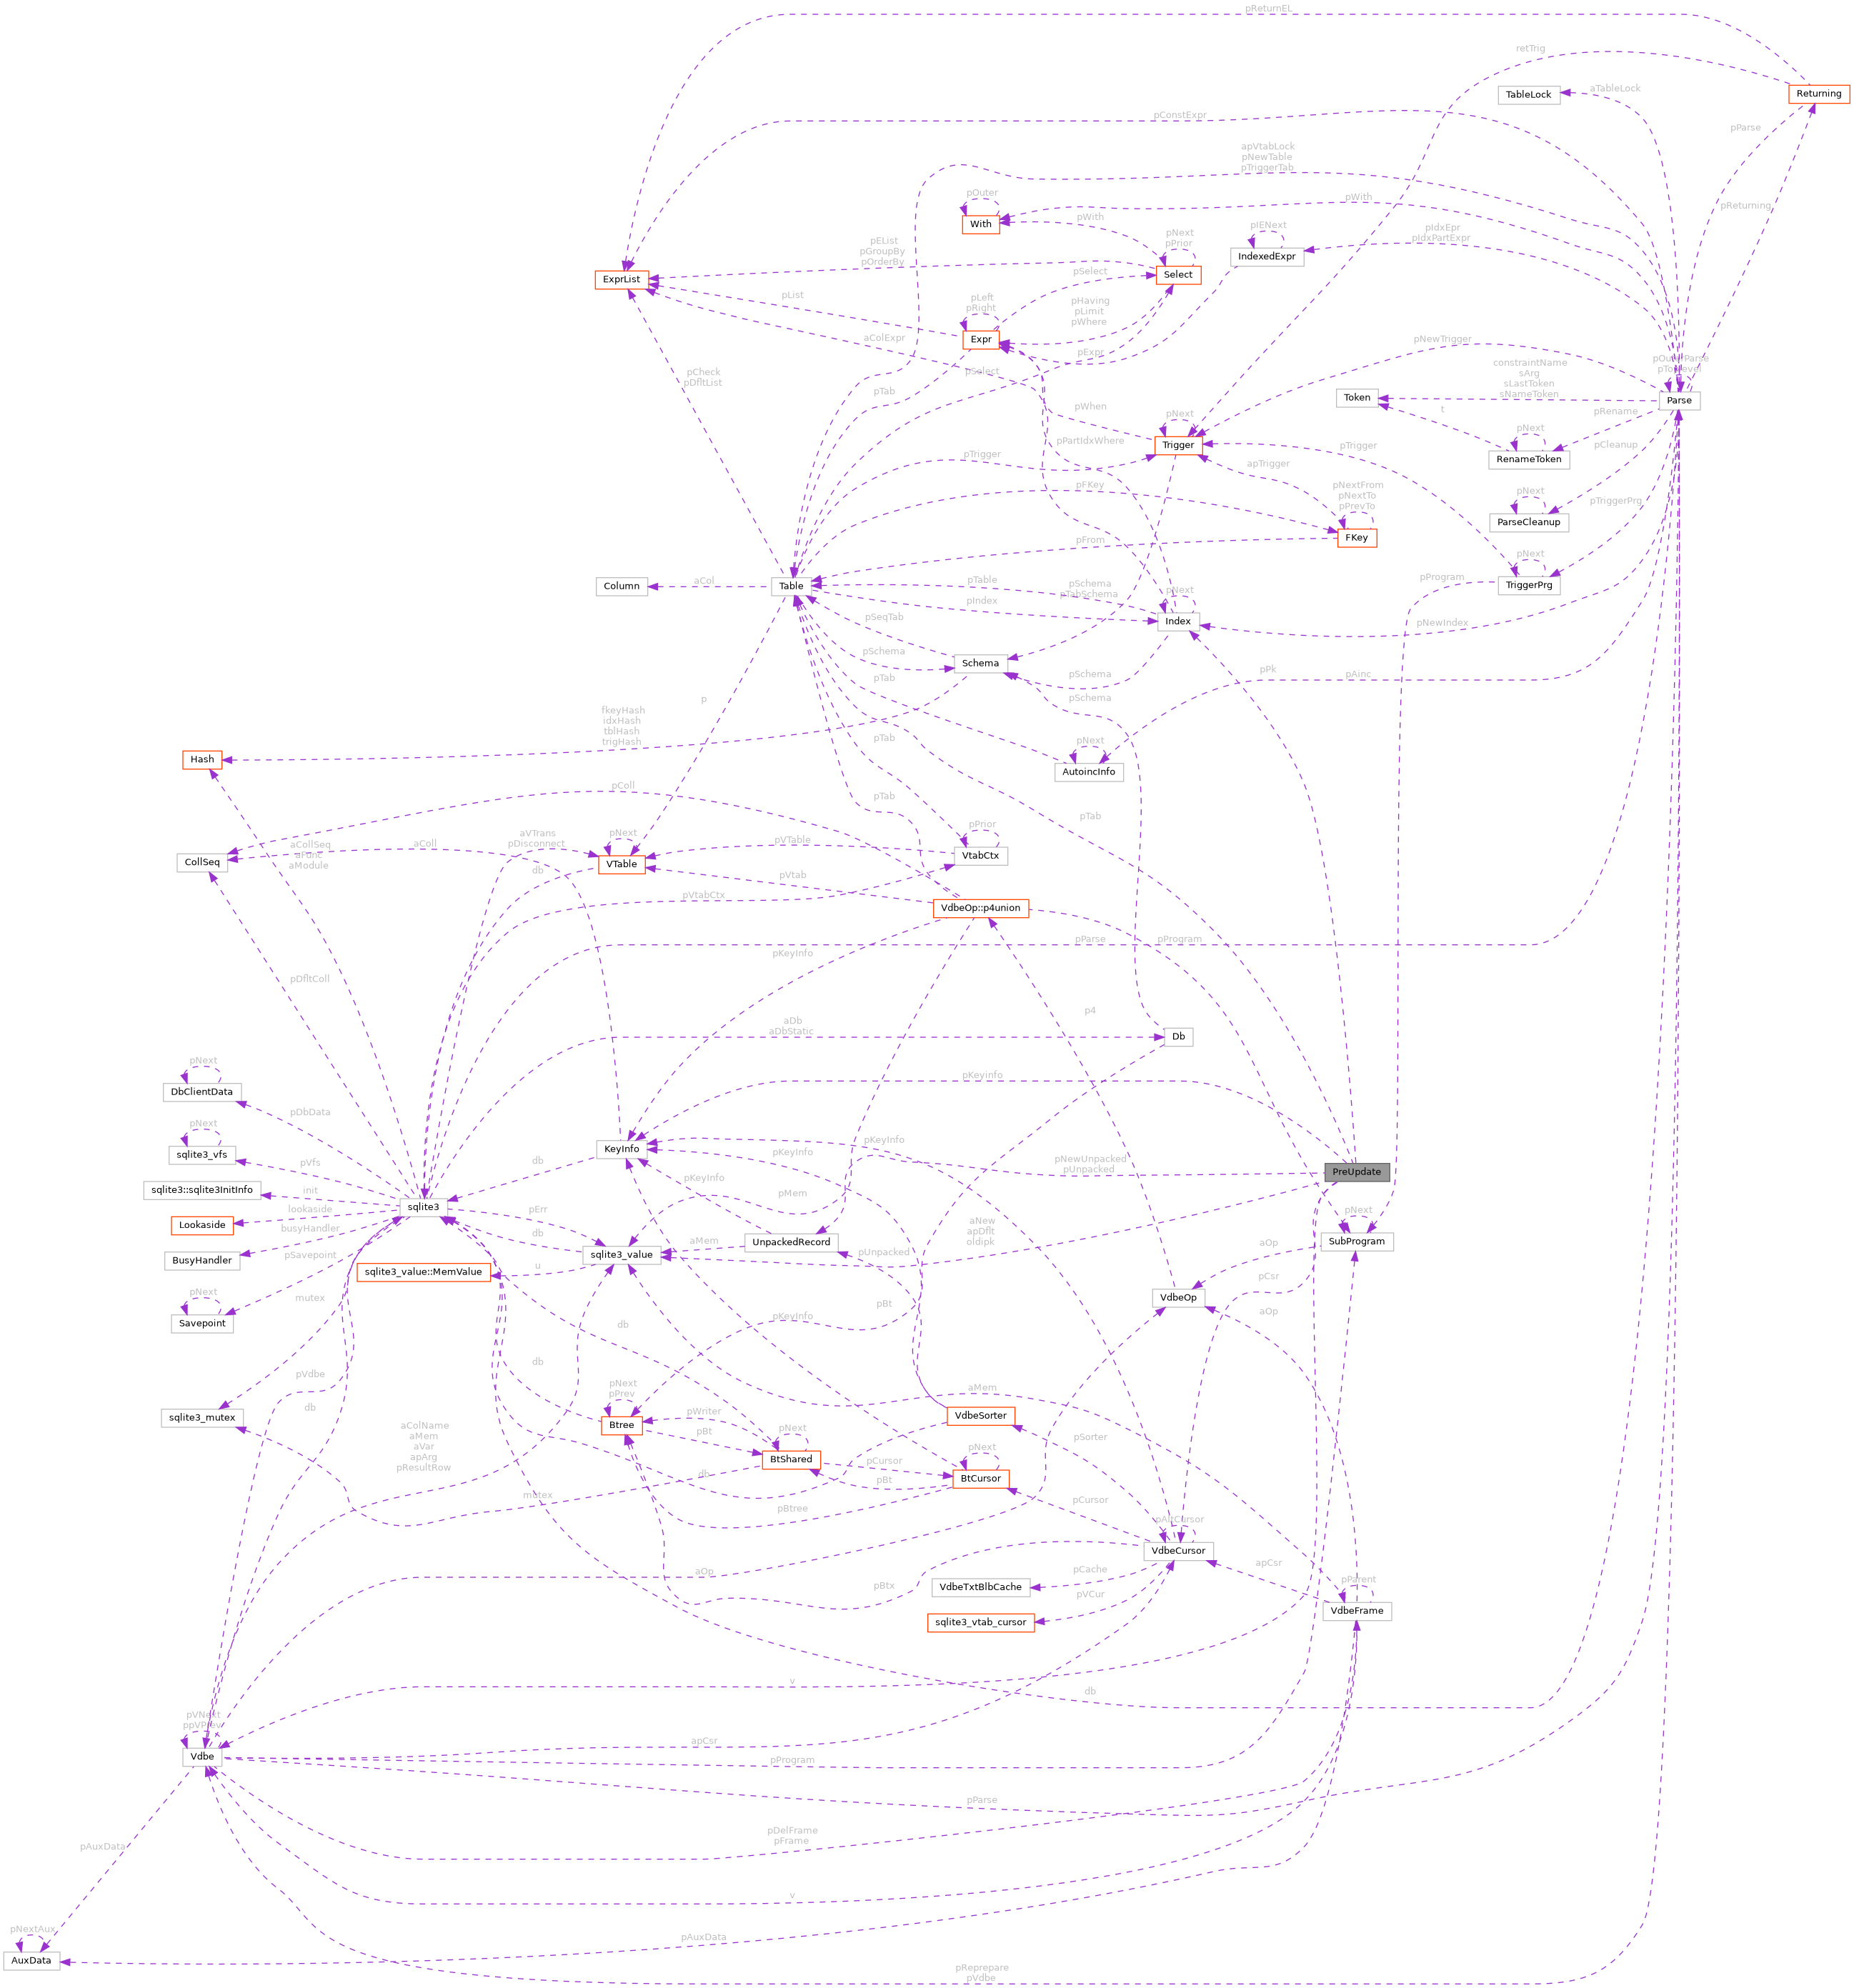 pReturnEL
retTrig
aTableLock
TableLock
Returning
pConstExpr
pParse
apVtabLock
pNewTable
pTriggerTab
pOuter
pWith
pWith
pReturning
With
pIENext
pIdxEpr
pIdxPartExpr
pEList
pGroupBy
pOrderBy
pNext
pPrior
IndexedExpr
ExprList
pSelect
Select
pList
pLeft
pRight
pHaving
pLimit
pWhere
Expr
aColExpr
pExpr
pNewTrigger
pOuterParse
pTopLevel
pCheck
pDfltList
pSelect
constraintName
sArg
sLastToken
sNameToken
pTab
Token
Parse
pWhen
pNext
t
pRename
pPartIdxWhere
Trigger
pTrigger
pNext
pCleanup
pTrigger
apTrigger
RenameToken
pFKey
pNextFrom
pNextTo
pPrevTo
pNext
pTriggerPrg
pFrom
FKey
ParseCleanup
pNext
Column
aCol
Table
pTable
pSchema
pTabSchema
pNext
pProgram
TriggerPrg
pIndex
pSeqTab
Index
pNewIndex
pSchema
Schema
pTab
pSchema
pPk
pAinc
p
pSchema
fkeyHash
idxHash
tblHash
trigHash
pTab
pNext
Hash
AutoincInfo
pColl
pTab
pTab
aVTrans
pDisconnect
pNext
pPrior
aCollSeq
aFunc
aModule
aColl
pVTable
CollSeq
VTable
VtabCtx
db
pVtab
pVtabCtx
VdbeOp::p4union
pParse
pProgram
pKeyInfo
pDfltColl
p4
aDb
aDbStatic
Db
pNext
pKeyinfo
DbClientData
pDbData
pNext
pKeyInfo
KeyInfo
pKeyInfo
sqlite3_vfs
pVfs
db
pNewUnpacked
pUnpacked
PreUpdate
pKeyInfo
sqlite3::sqlite3InitInfo
init
pMem
sqlite3
lookaside
pErr
pNext
Lookaside
busyHandler
db
aNew
apDflt
oldipk
UnpackedRecord
SubProgram
aMem
aOp
BusyHandler
pSavepoint
sqlite3_value
pUnpacked
sqlite3_value::MemValue
u
pCsr
mutex
pNext
pBt
VdbeOp
aOp
Savepoint
pKeyInfo
db
db
pVdbe
pNext
pPrev
aMem
db
sqlite3_mutex
Btree
pWriter
VdbeSorter
aColName
aMem
aVar
apArg
pResultRow
pBt
pNext
pSorter
BtShared
pCursor
pNext
db
pBt
BtCursor
mutex
pBtree
pCursor
pAltCursor
VdbeCursor
aOp
pCache
apCsr
pBtx
VdbeTxtBlbCache
pVCur
pParent
sqlite3_vtab_cursor
VdbeFrame
v
db
pVNext
ppVPrev
apCsr
Vdbe
pProgram
pParse
pDelFrame
pFrame
pAuxData
v
pNextAux
pAuxData
AuxData
pReprepare
pVdbe